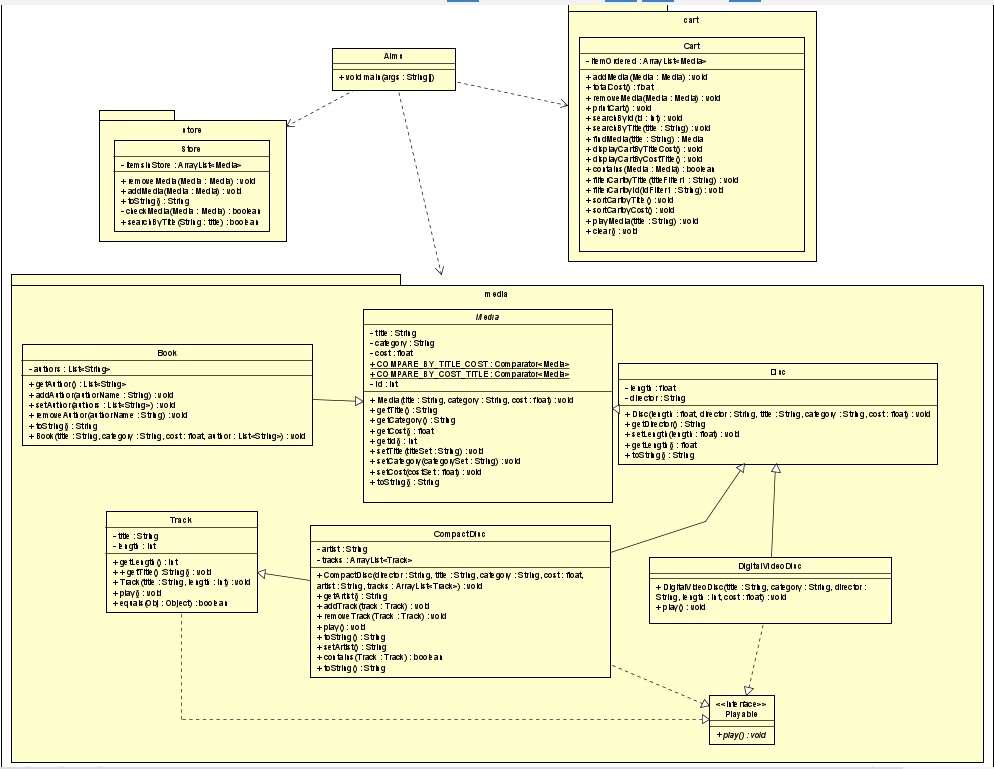 cart
Cart
- itemOrdered : ArrayList<Media>
+ addMedia(Media : Media) : void
+ totalCost() : float
+ removeMedia(Media : Media) : void
+ printCart() : void
+ searchById(id : int) : void
+ searchByTitle(title : String) : void
+ findMedia(title : String) : Media
+ displayCartByTitleCost() : void
+ displayCartByCostTitle() : void
+ contains(Media : Media) : boolean
+ filterCartbyTitle(titleFilter1 : String) : void
+ filterCartbyId(idFilter1 : String) : void
+ sortCartbyTitle() : void
+ sortCartbyCost() : void
+ playMedia(title : String) : void
+ clear() : void
Aims
+ void main(args : String[])
store
Store
- itemsInStore : ArrayList<Media>
+ removeMedia(Media : Media) : void
+ addMedia(Media : Media) : void
+ toString() : String
- checkMedia(Media : Media) : boolean
+ searchByTitle(String : title) : boolean
media
Media
- title : String
- category : String
- cost : float
+ COMPARE_BY_TITLE_COST : Comparator<Media>
+ COMPARE_BY_COST_TITLE : Comparator<Media>
- id : int
+ Media(title : String, category : String, cost : float) : void
+ getTitle() : String
+ getCategory() : String
+ getCost() : float
+ getId() : int
+ setTitle(titleSet : String) : void
+ setCategory(categorySet : String) : void
+ setCost(costSet : float) : void
+ toString() : String
Book
- authors : List<String>
+ getAuthor() : List<String>
+ addAuthor(authorName : String) : void
+ setAuthor(authors : List<String>) : void
+ removeAuthor(authorName : String) : void
+ toString() : String
+ Book(title : String, category : String, cost : float, author : List<String>) : void
Disc
- length : float
- director : String
+ Disc(length : float, director : String, title : String, category : String, cost : float) : void
+ getDirector() : String
+ setLength(length : float) : void
+ getLength() : float
+ toString() : String
Track
- title : String
- length : int
+ getLength() : int
+ +getTitle() : String() : void
+ Track(title : String, length : int) : void
+ play() : void
+ equals(Obj : Object) : boolean
CompactDisc
- artist : String
- tracks : ArrayList<Track>
+ CompactDisc(director : String, title : String, category : String, cost : float,
artist : String, tracks : ArrayList<Track>) : void
+ getArtist() : String
+ addTrack(track : Track) : void
+ removeTrack(Track : Track) : void
+ play() : void
+ toString() : String
+ setArtist() : String
+ contains(Track : Track) : boolean
+ toString() : String
DigitalVideoDisc
+ DigitalVideoDisc(title : String, category : String, director :
String, length : int, cost : float) : void
+ play() : void
<<interface>>
Playable
+ play() : void